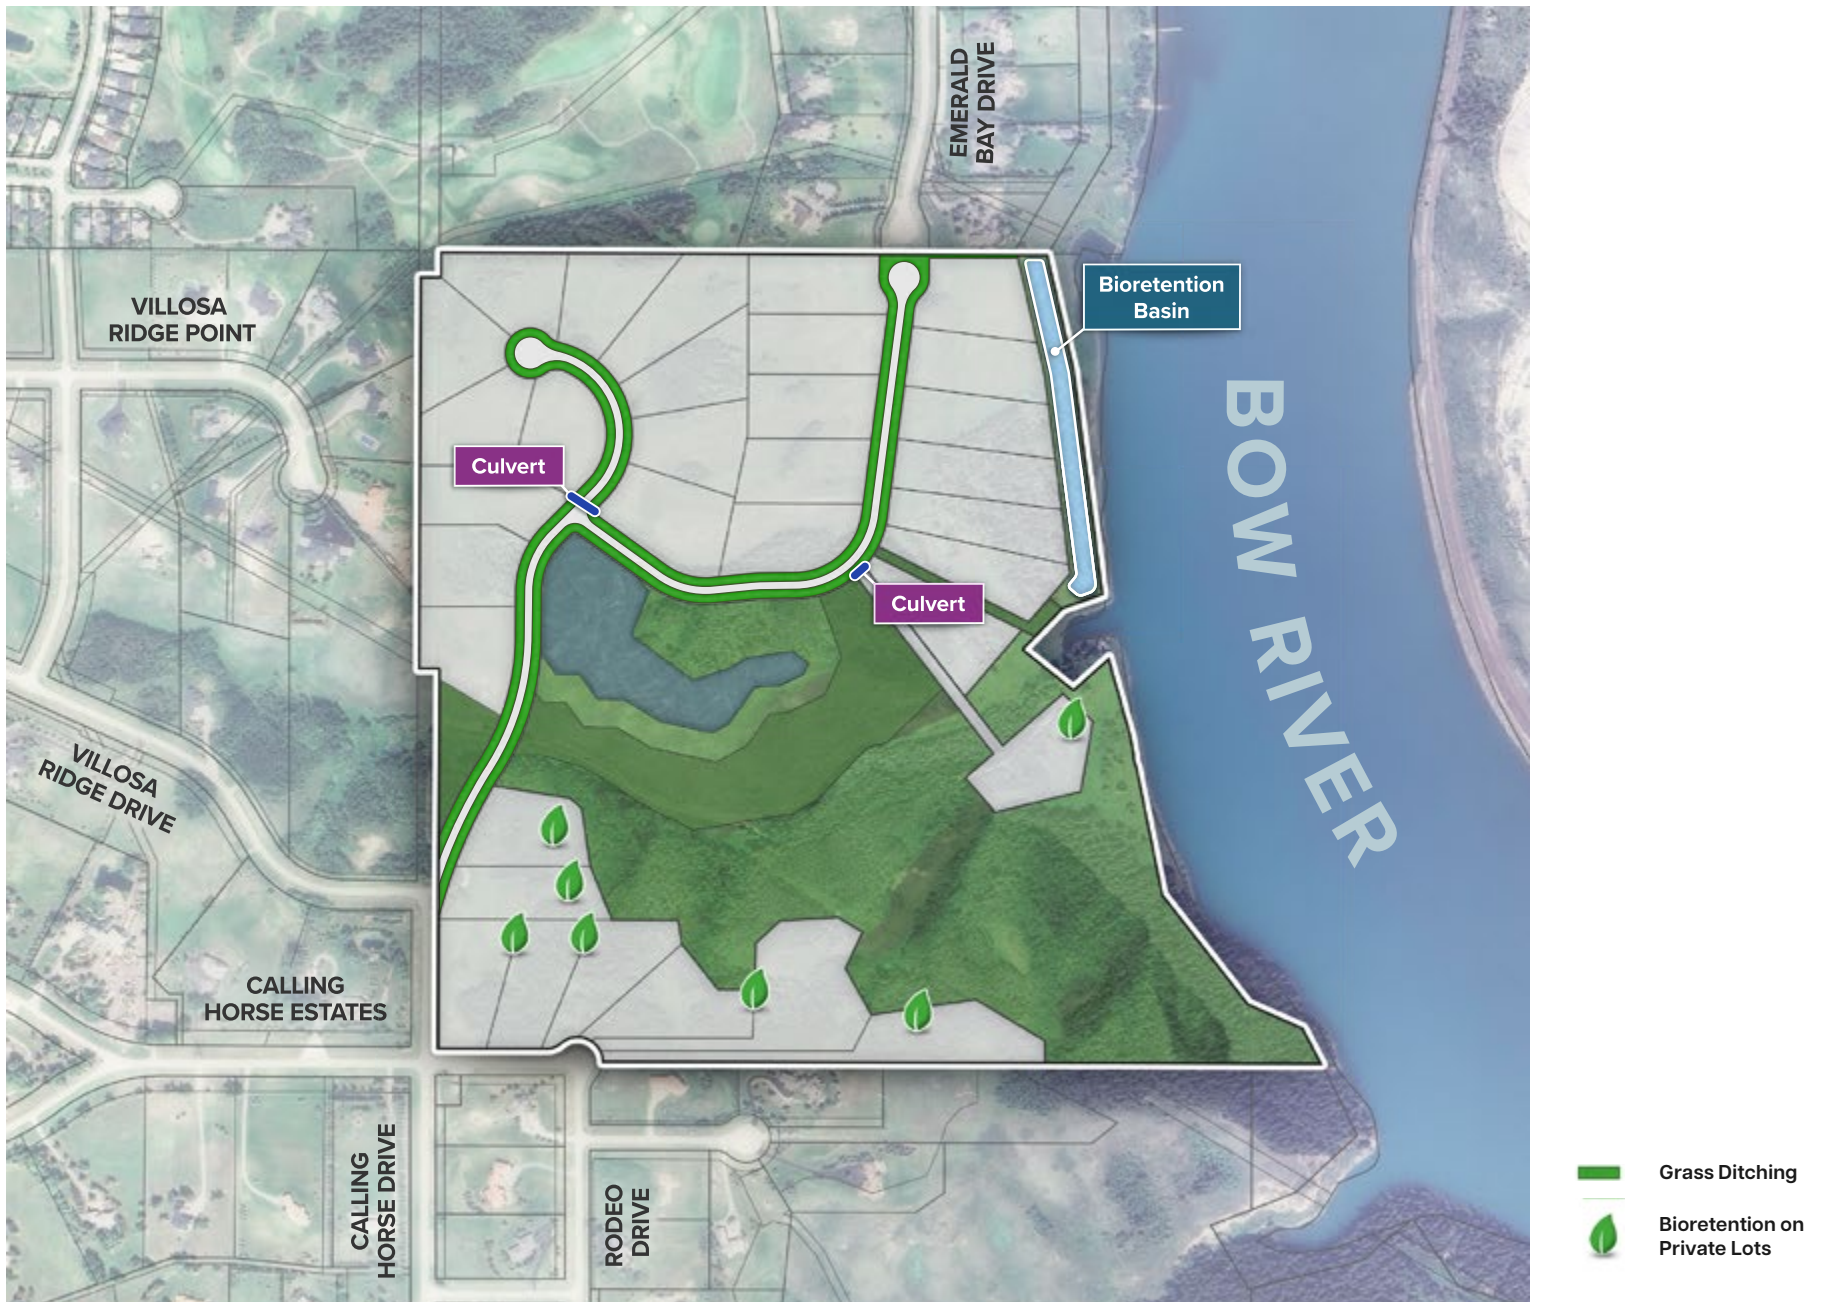 EMERALD
BAY DRIVE
VILLOSA
RIDGE POINT
Bioretention
Basin
Culvert
BOW RIVER
Culvert
VILLOSA
RIDGE DRIVE
CALLING
HORSE ESTATES
CALLING
HORSE DRIVE
RODEO
DRIVE
Grass Ditching
Bioretention on
Private Lots